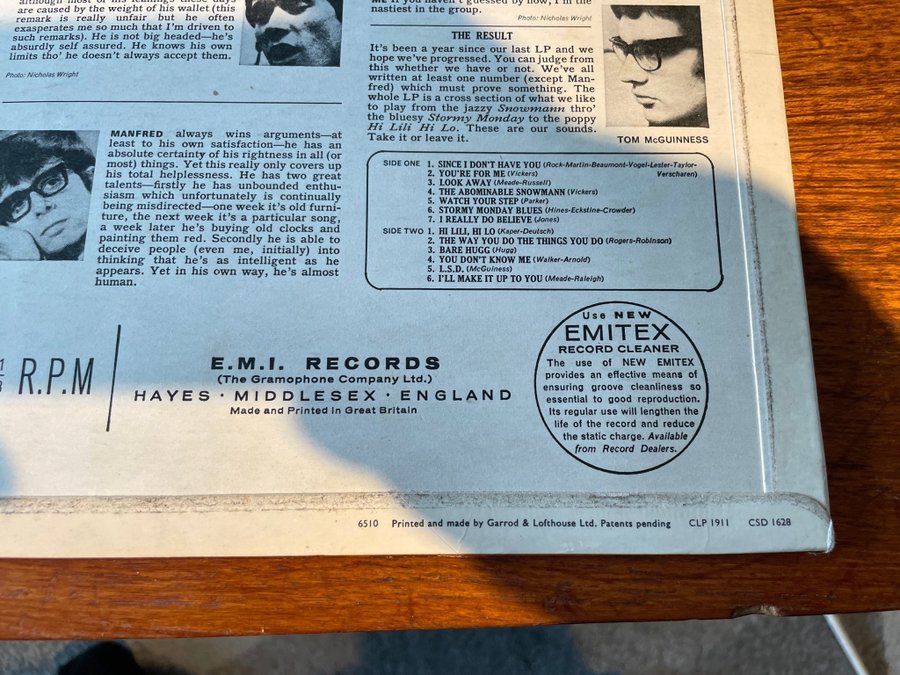 although most of his feelings these days
are caused by the weight of his wallet (this
remark is really unfair but he often
exasperates me so much that I'm driven to
such remarks). He is not big headed—he's
absurdly self assured. He knows his own
limits tho' he doesn't always accept them.
Photo: Nicholas Wright
MANFRED always wins arguments—at
least to his own satisfaction—he has an
absolute certainty of his rightness in all (or
most) things. Yet this really only covers up
his total helplessness. He has two great
talents—firstly he has unbounded enthu-
siasm which unfortunately is continually
being misdirected—one week it's old furni-
ture, the next week it's a particular song,
a week later he's buying old clocks and
painting them red. Secondly he is able to
deceive people (even me, initially) into
thinking that he's as intelligent as he
appears. Yet in his own way, he's almost
human.
ME if you haven't guessed by now, I'm the
nastiest in the group.
Photo: Nicholas Wright
THE RESULT
It's been a year since our last LP and we
hope we've progressed. You can judge from
this whether we have or not. We've all
written at least one number (except Man-
fred) which must prove something. The
whole LP is a cross section of what we like
to play from the jazzy Snowmann thro'
the bluesy Stormy Monday to the poppy
Hi Lili Hi Lo. These are our sounds.
Take it or leave it.
TOM McGUINNESS
SIDE ONE 1. SINCE I DON'T HAVE YOU (Rock-Martin-Beaumont-Vogel-Lester-Taylor-
Verscharen)
2. YOU'RE FOR ME (Vickers)
3. LOOK AWAY (Meade-Russell)
4. THE ABOMINABLE SNOWMANN (Vickers)
5. WATCH YOUR STEP (Parker)
6. STORMY MONDAY BLUES (Hines-Eckstine-Crowder)
7. I REALLY DO BELIEVE (Jones)
SIDE TWO 1. HI LILI, HI LO (Kaper-Deutsch)
2. THE WAY YOU DO THE THINGS YOU DO (Rogers-Robinson)
3. BARE HUGG (Hugg)
4. YOU DON'T KNOW ME (Walker-Arnold)
5. L.S.D. (McGuiness)
6. I'LL MAKE IT UP TO YOU (Meade-Raleigh)
R.P.M
E.M.I. RECORDS
(The Gramophone Company Ltd.)
HAYES · MIDDLESEX · ENGLAND
Made and Printed in Great Britain
Use NEW
EMITEX
RECORD CLEANER
The use of NEW EMITEX
provides an effective means of
ensuring groove cleanliness so
essential to good reproduction.
Its regular use will lengthen the
life of the record and reduce
the static charge. Available
from Record Dealers.
6510 Printed and made by Garrod & Lofthouse Ltd. Patents pending CLP 1911 CSD 1628